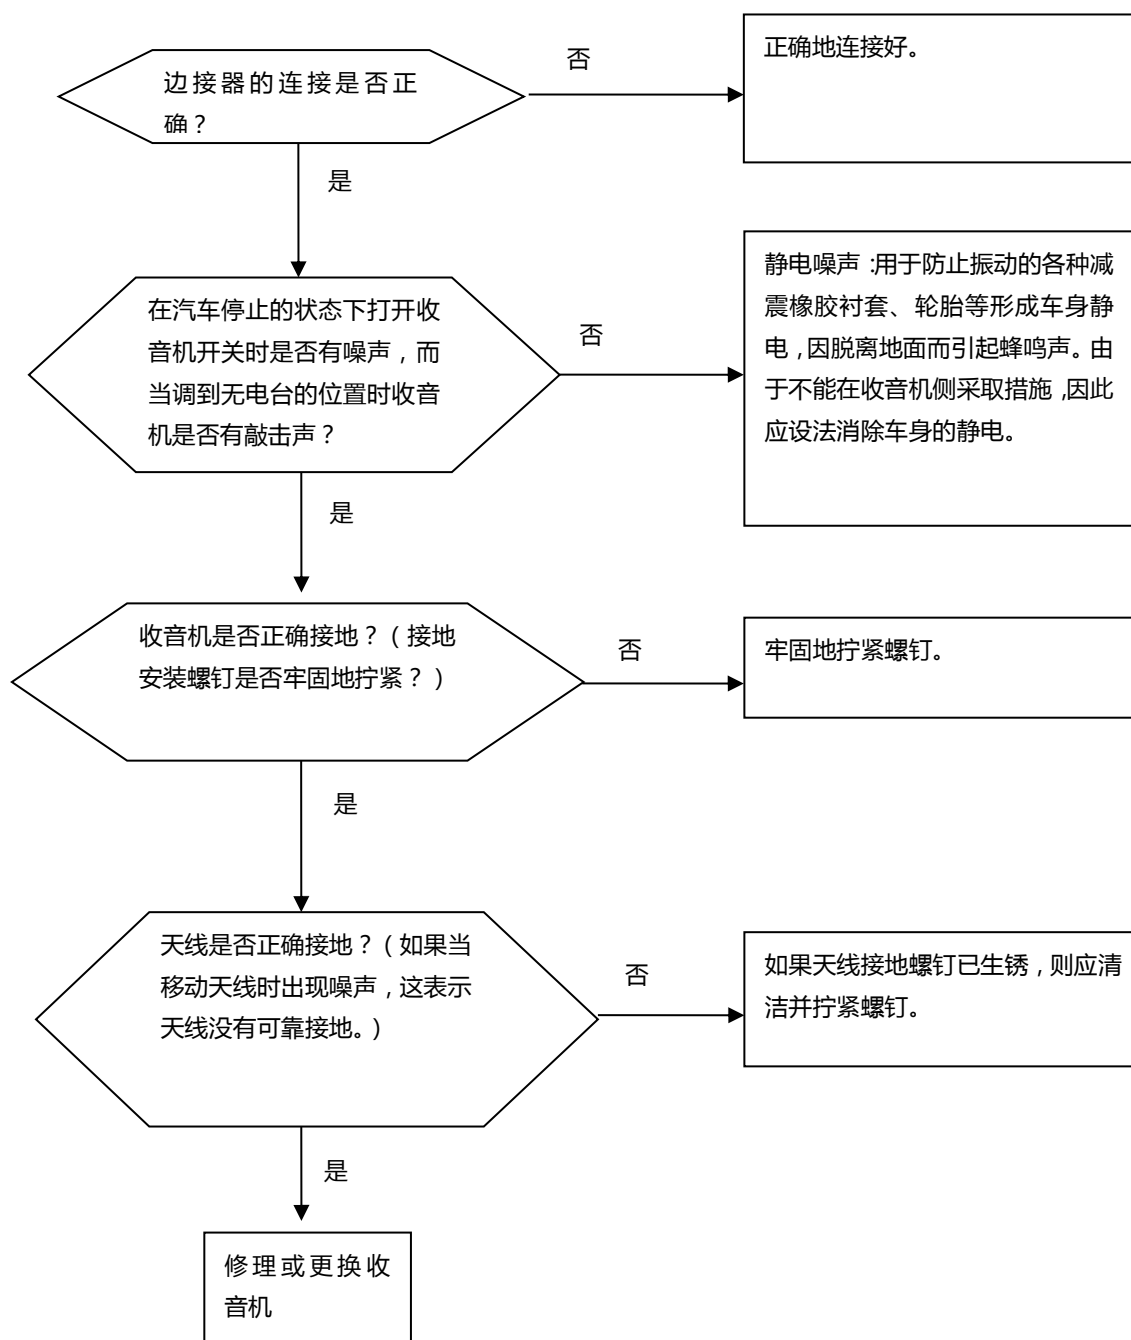 边接器的连接是否正
确？
否
正确地连接好。
是
在汽车停止的状态下打开收
音机开关时是否有噪声，而
当调到无电台的位置时收音
机是否有敲击声？
否
静电噪声:用于防止振动的各种减
震橡胶衬套、轮胎等形成车身静
电,因脱离地面而引起蜂鸣声。由
于不能在收音机侧采取措施,因此
应设法消除车身的静电。
是
收音机是否正确接地？（接地
安装螺钉是否牢固地拧紧？）
否
牢固地拧紧螺钉。
是
天线是否正确接地？（如果当
移动天线时出现噪声，这表示
天线没有可靠接地。）
否
如果天线接地螺钉已生锈，则应清
洁并拧紧螺钉。
是
修理或更换收
音机